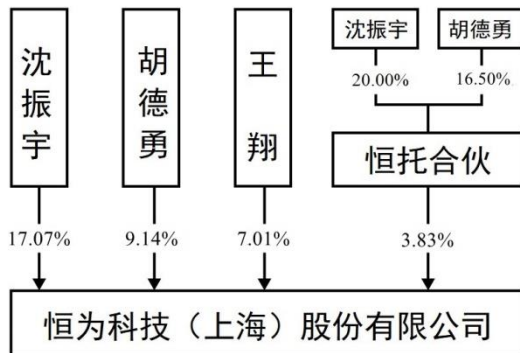 沈振宇
胡德勇
王翔
沈振宇
胡德勇
20.00%
16.50%
恒托合伙
17.07%
9.14%
7.01%
3.83%
恒为科技（上海）股份有限公司